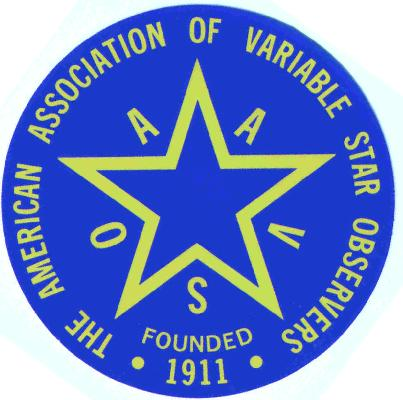 THE AMERICAN ASSOCIATION OF VARIABLE STAR OBSERVERS
A A V S O
FOUNDED
• 1911 •